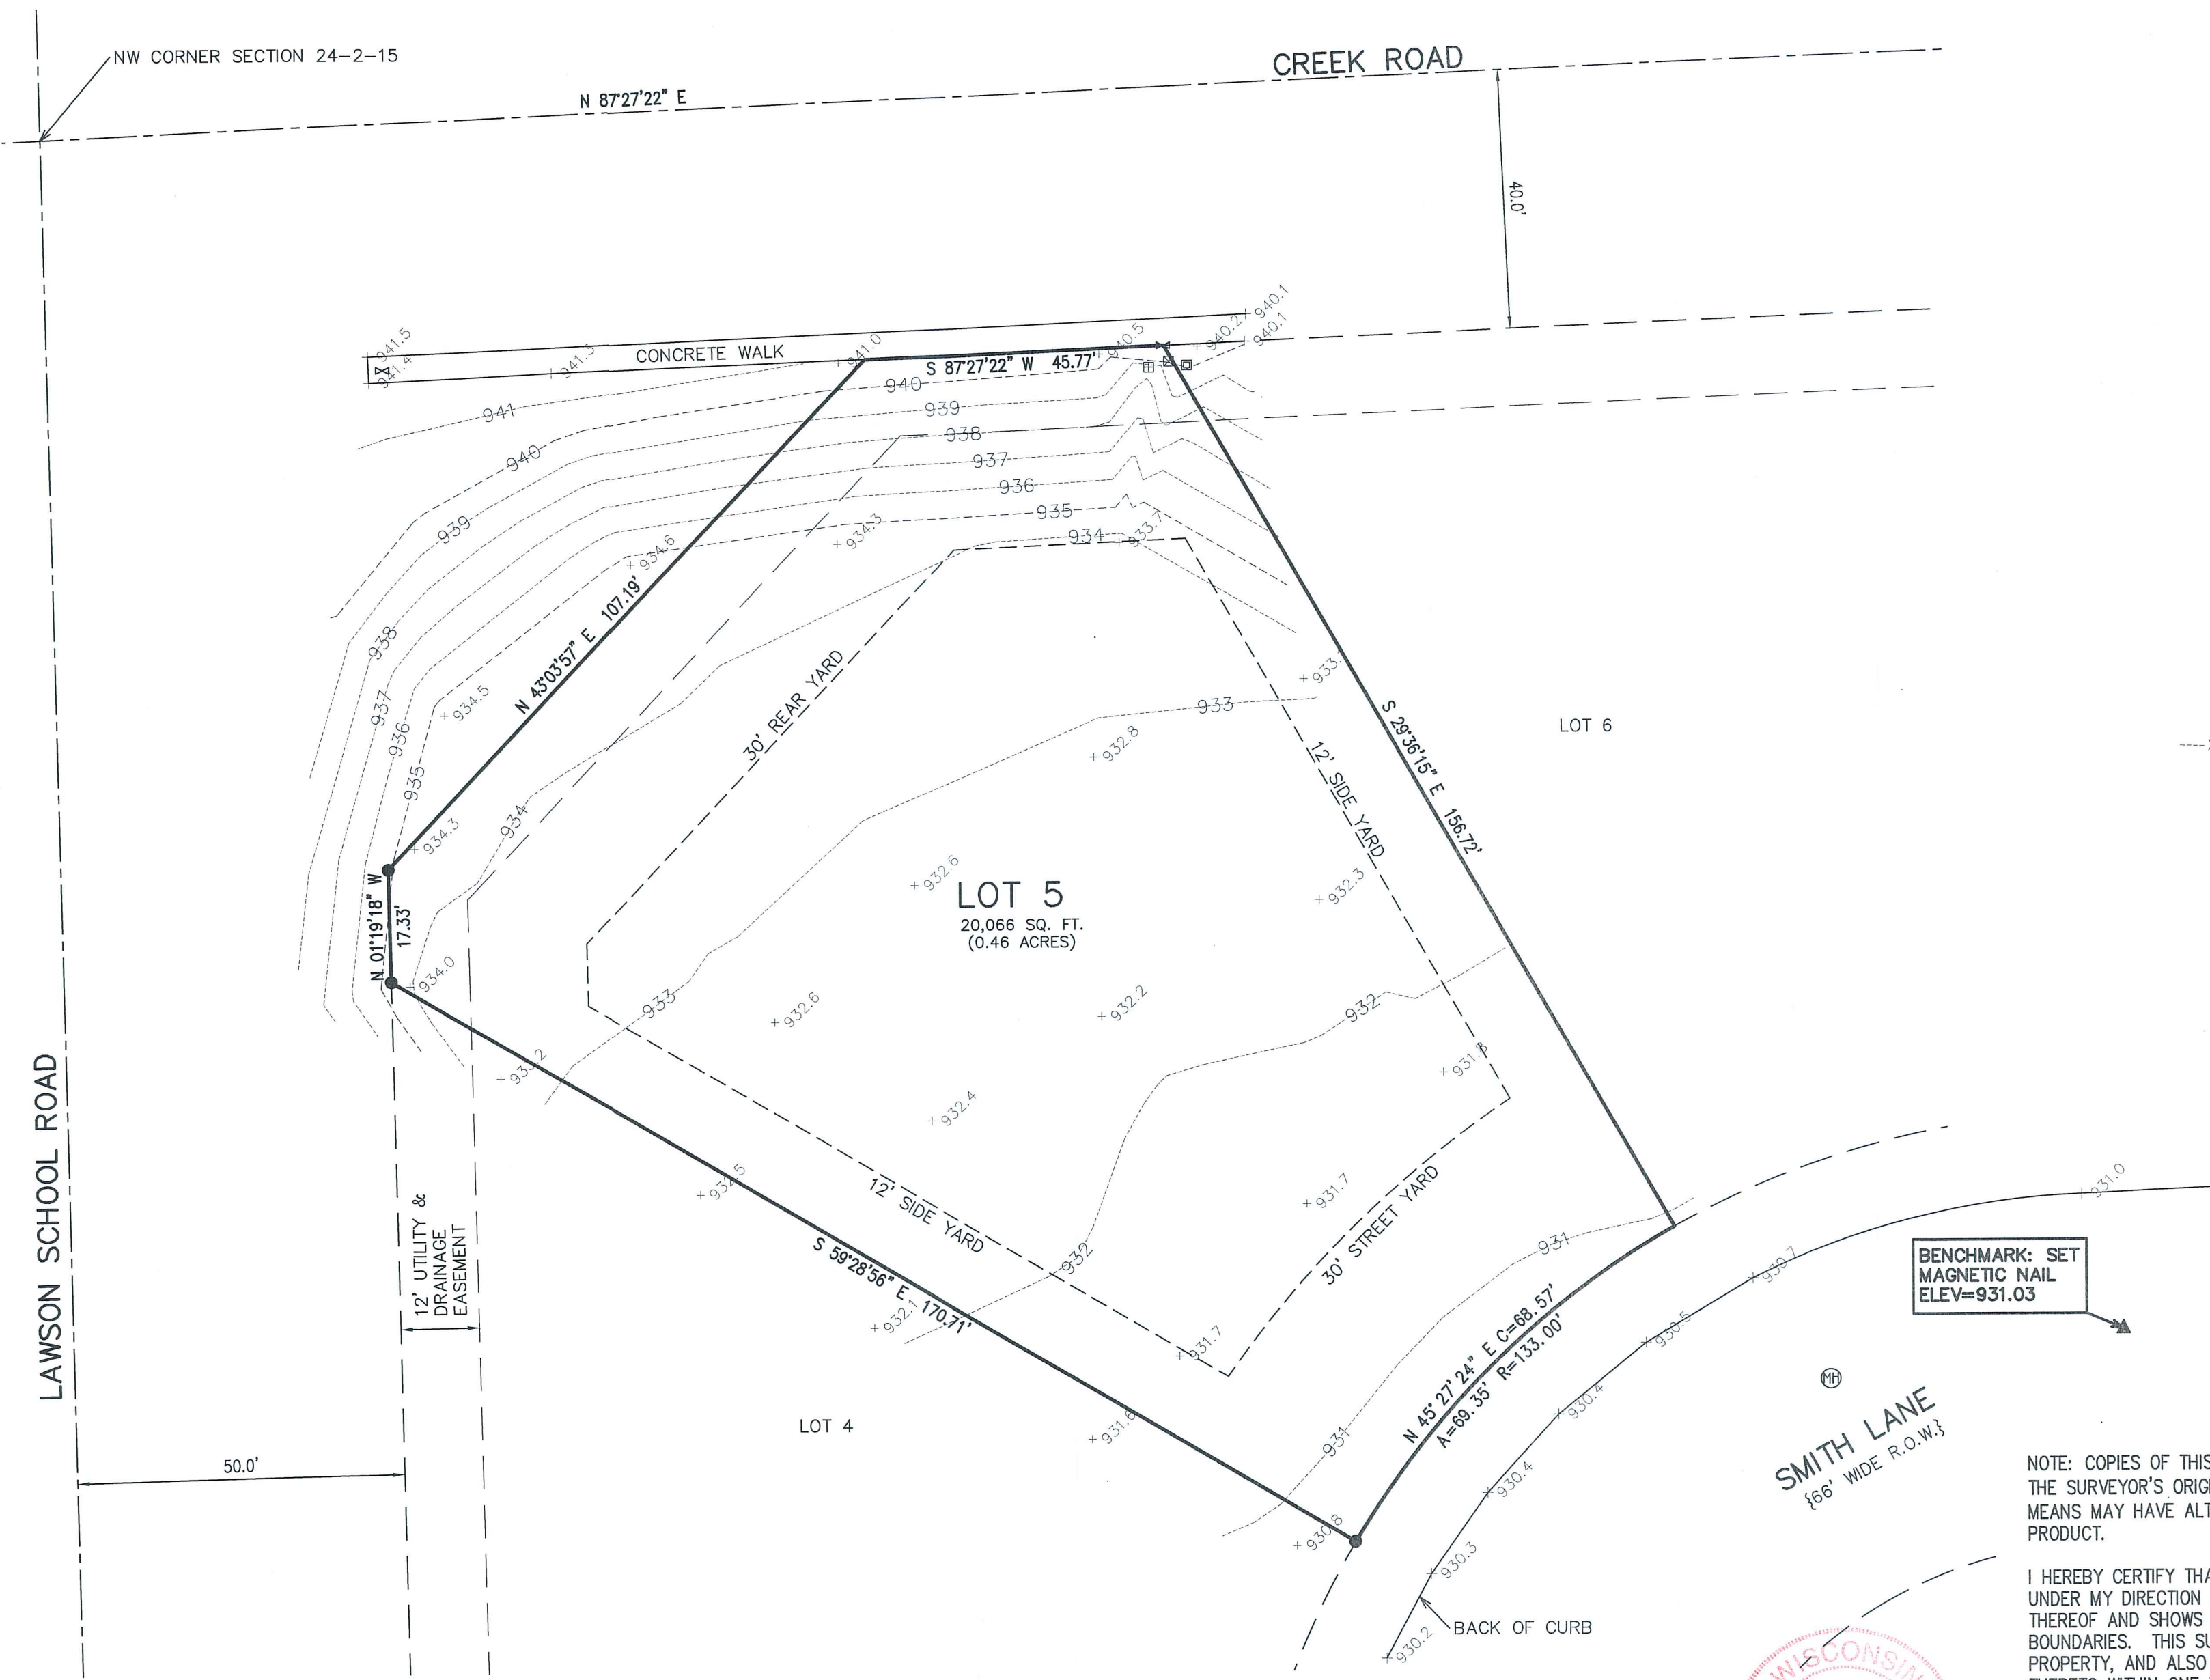 NW CORNER SECTION 24-2-15
CREEK ROAD
N 87°27'22" E
40.0'
941.5
941.4
941.3
CONCRETE WALK
941.0
S 87°27'22" W 45.77'
940.5
940.2
940.1
940.1
941
940
940
939
939
938
938
937
937
936
936
935
935
934
934
934.6
934.3
933.7
934.5
934.3
934.0
N 43°03'57" E 107.19'
30' REAR YARD
933
933
932.8
S 29°36'15" E 156.72'
12' SIDE YARD
LOT 6
N 01°19'18" W
17.33'
932.6
LOT 5
20,066 SQ. FT.
(0.46 ACRES)
932.3
932.6
932.2
932
931.8
932.4
932.5
931.7
LAWSON SCHOOL ROAD
12' UTILITY &
DRAINAGE
EASEMENT
12' SIDE YARD
S 59°28'56" E 170.71'
30' STREET YARD
932
932.1
931.7
931
931
931.6
930.8
LOT 4
50.0'
N 45°27'24" E C=68.57'
A=69.35' R=133.00'
931.0
930.7
930.5
930.4
930.4
930.3
930.2
BACK OF CURB
BENCHMARK: SET
MAGNETIC NAIL
ELEV=931.03
MH
SMITH LANE
{66' WIDE R.O.W.}
NOTE: COPIES OF THIS
THE SURVEYOR'S ORIG
MEANS MAY HAVE ALT
PRODUCT.
I HEREBY CERTIFY THA
UNDER MY DIRECTION
THEREOF AND SHOWS
BOUNDARIES. THIS SU
PROPERTY, AND ALSO
WISCONSIN